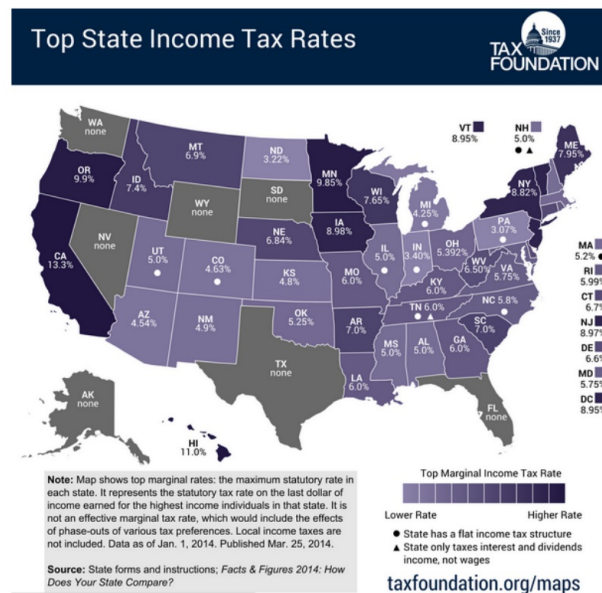 Top State Income Tax Rates
Since
1937
TAX
FOUNDATION
WA
none
MT
6.9%
ND
3.22%
MN
9.85%
VT
8.95%
NH
5.0%
ME
7.95%
OR
9.9%
ID
7.4%
SD
none
WI
7.65%
MI
4.25%
NY
8.82%
WY
none
IA
8.98%
PA
3.07%
NV
none
NE
6.84%
CA
13.3%
UT
5.0%
CO
4.63%
IL
5.0%
IN
3.40%
OH
5.392%
MA
5.2%
KS
4.8%
MO
6.0%
KY
6.0%
WV
6.50%
VA
5.75%
RI
5.99
CT
6.7
TN 6.0%
NC 5.8%
AZ
4.54%
NM
4.9%
OK
5.25%
AR
7.0%
SC
7.0%
NJ
8.97
MS
5.0%
AL
5.0%
GA
6.0%
DE
6.6
TX
none
LA
6.0%
MD
5.75
AK
none
FL
none
DC
8.95
HI
11.0%
Note: Map shows top marginal rates: the maximum statutory rate in
each state. It represents the statutory tax rate on the last dollar of
income earned for the highest income individuals in that state. It is
not an effective marginal tax rate, which would include the effects
of phase-outs of various tax preferences. Local income taxes are
not included. Data as of Jan. 1, 2014. Published Mar. 25, 2014.
Source: State forms and instructions; Facts & Figures 2014: How
Does Your State Compare?
Top Marginal Income Tax Rate
Lower Rate Higher Rate
State has a flat income tax structure
State only taxes interest and dividends
income, not wages
taxfoundation.org/maps